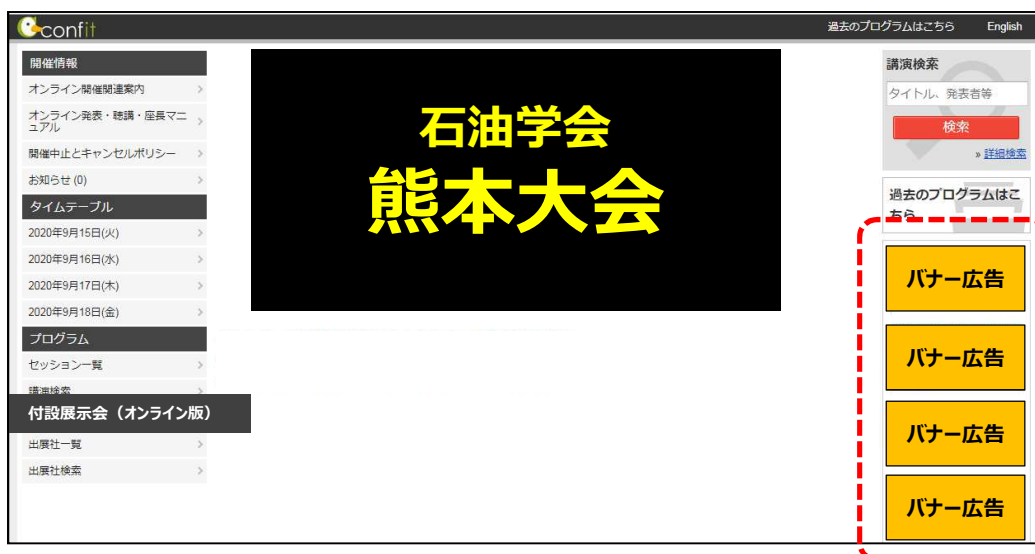 confit
過去のプログラムはこちら English
開催情報
オンライン開催関連案内
オンライン発表・聴講・座長マニ
ュアル
開催中止とキャンセルポリシー
お知らせ (0)
タイムテーブル
2020年9月15日(火)
2020年9月16日(水)
2020年9月17日(木)
2020年9月18日(金)
プログラム
セッション一覧
講演検索
付設展示会（オンライン版）
出展社一覧
出展社検索
石油学会
熊本大会
講演検索
タイトル、発表者等
検索
» 詳細検索
過去のプログラムはこ
ちら
バナー広告
バナー広告
バナー広告
バナー広告